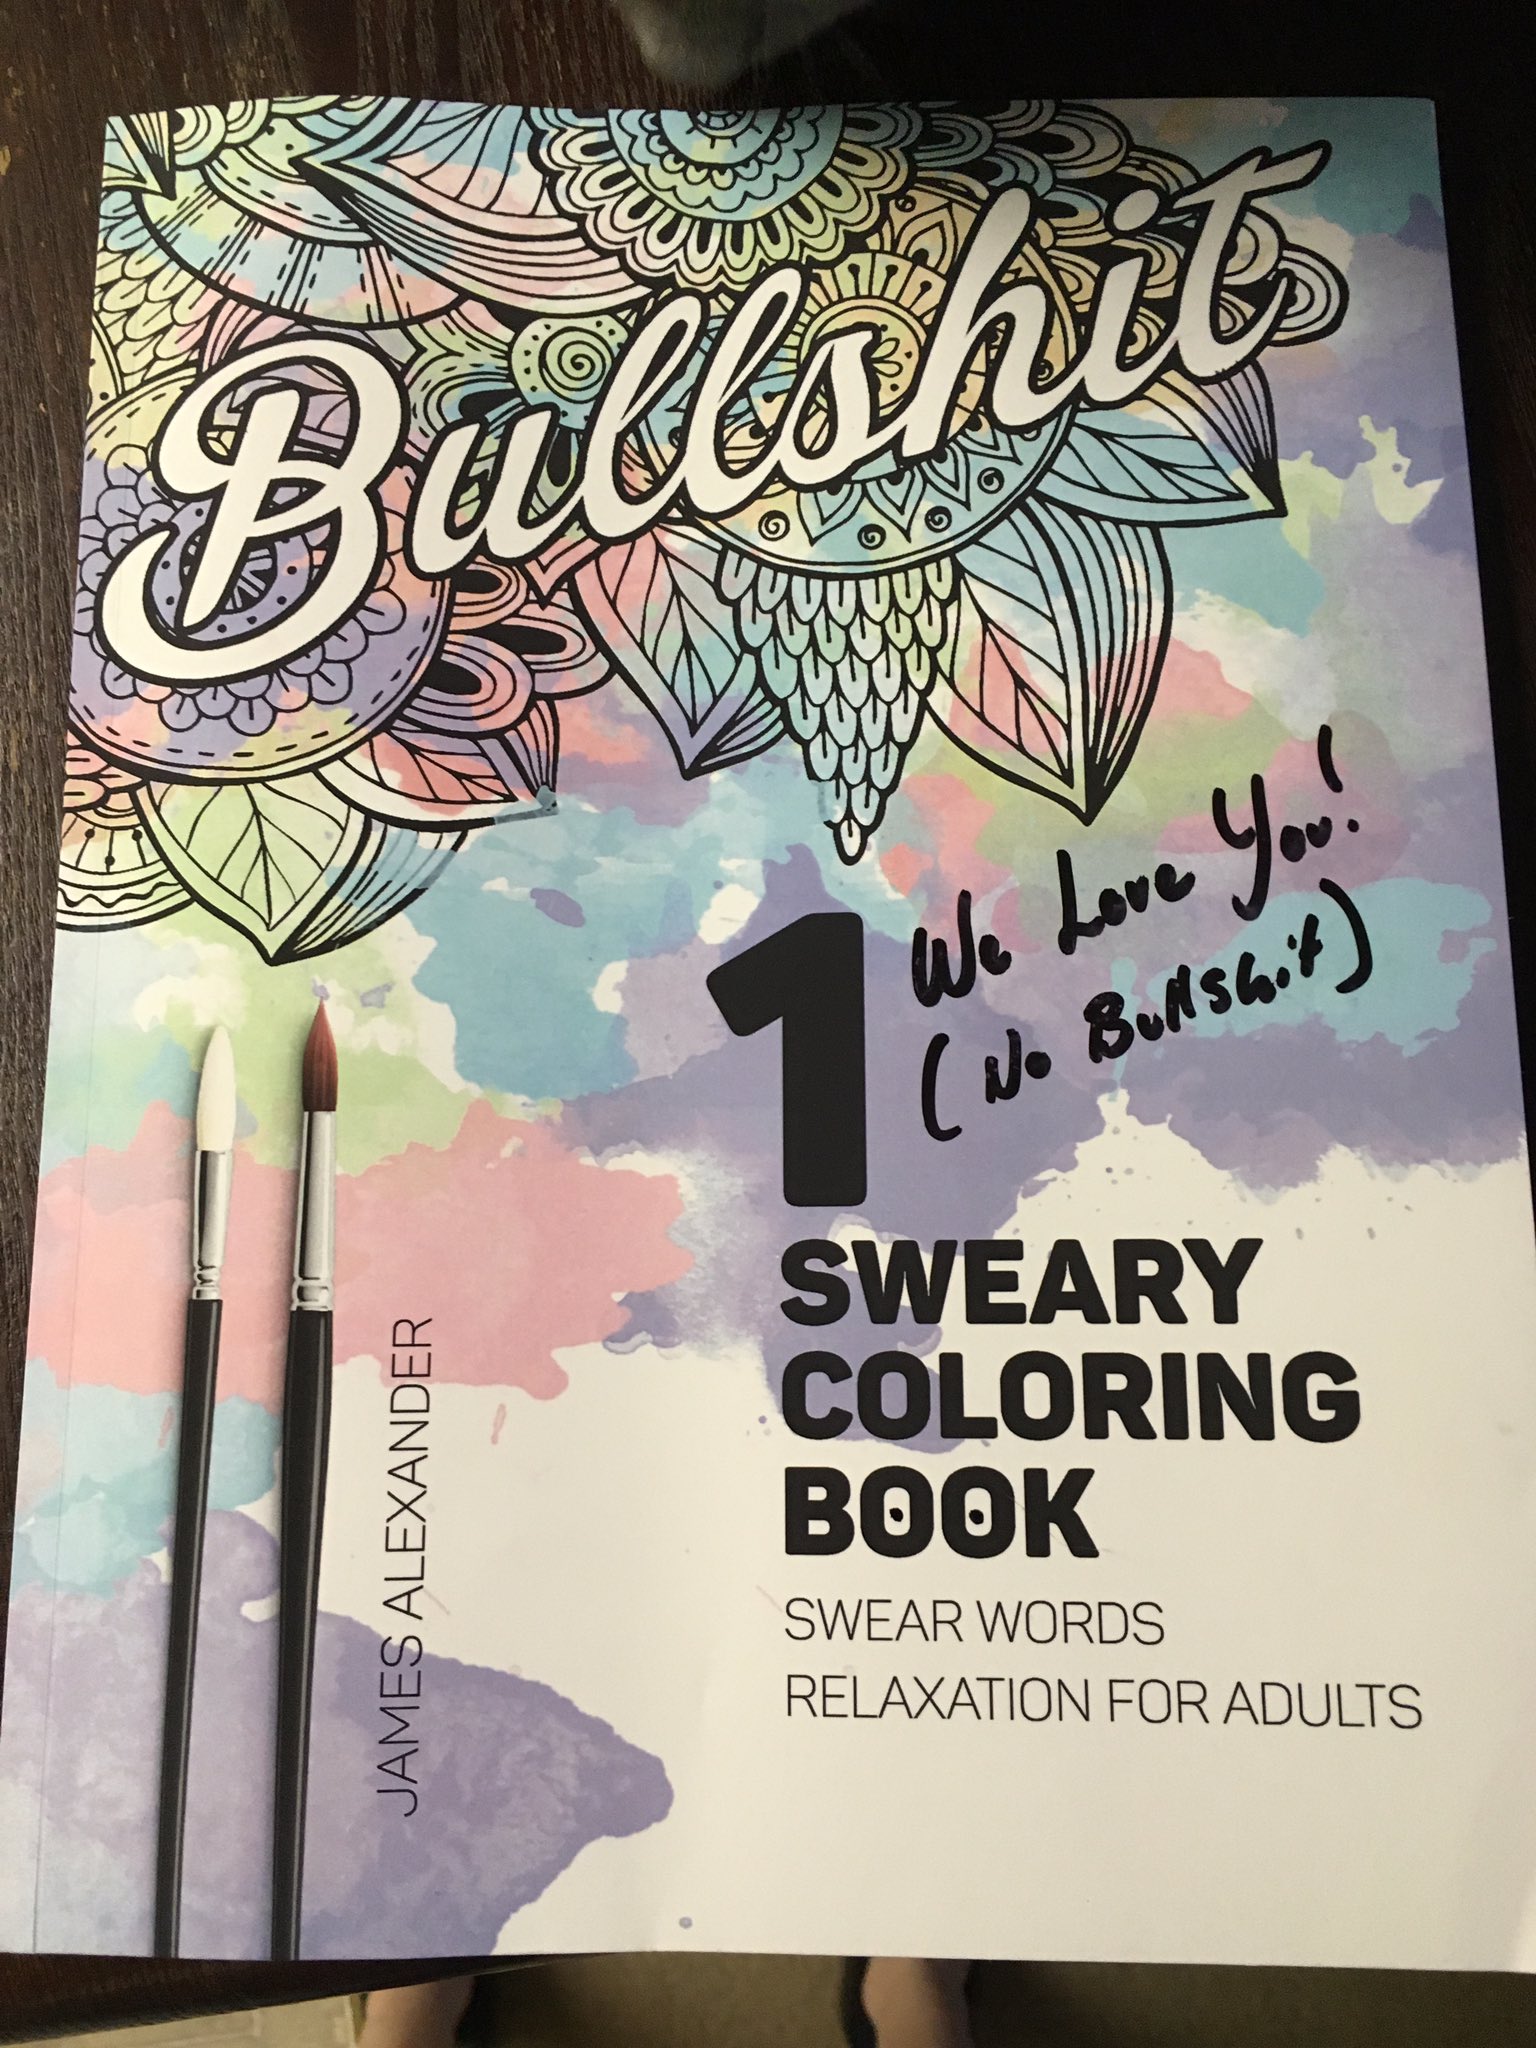 Bullshit
We Love You!
(No Bullshit)
1
SWEARY
COLORING
BOOK
SWEAR WORDS
RELAXATION FOR ADULTS
JAMES ALEXANDER